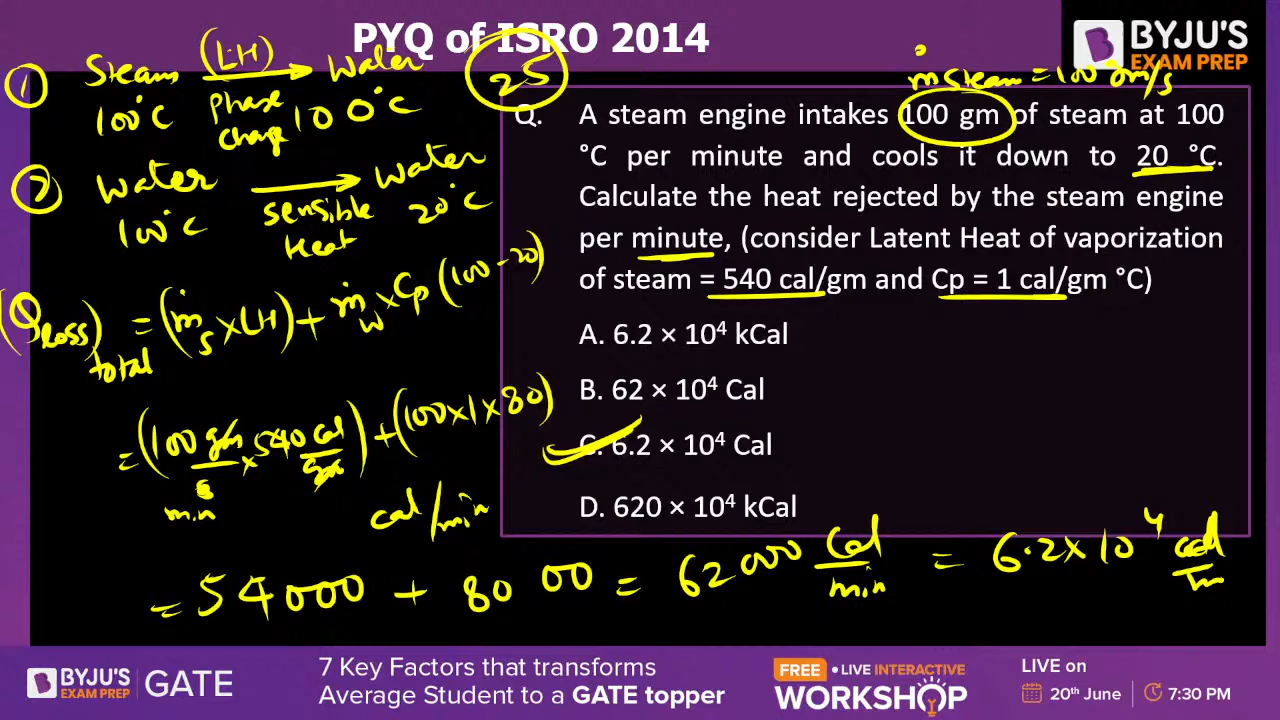 PYQ of ISRO 2014
BYJU'S
EXAM PREP
① Steam (LH) Water
100°C Phase change 100°C
25
② Water Water
100°C sensible Heat 20°C
ṁ steam = 100 gm/s
Q. A steam engine intakes 100 gm of steam at 100
°C per minute and cools it down to 20 °C.
Calculate the heat rejected by the steam engine
per minute, (consider Latent Heat of vaporization
of steam = 540 cal/gm and Cp = 1 cal/gm °C)
A. 6.2 × 10⁴ kCal
B. 62 × 10⁴ Cal
C. 6.2 × 10⁴ Cal
D. 620 × 10⁴ kCal
(Q Loss) total = (ṁs × LH) + ṁw × Cp (100 - 20)
= (100 gm/min × 540 cal/gm) + (100 × 1 × 80)
cal/min
= 54000 + 8000 = 62000 Cal/min = 6.2 × 10⁴ cal/
BYJU'S
EXAM PREP
GATE
7 Key Factors that transforms
Average Student to a GATE topper
FREE • LIVE INTERACTIVE
WORKSHOP
LIVE on
20th June 7:30 PM